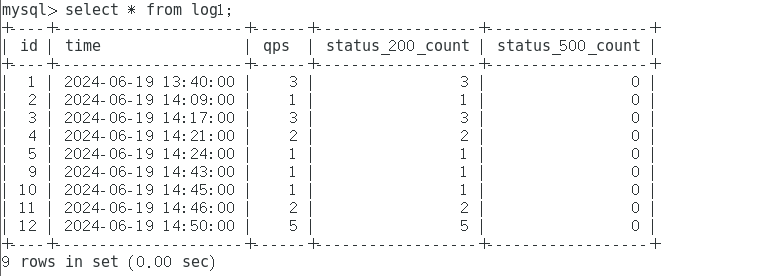 mysql> select * from log1;
+----+---------------------+------+------------------+------------------+
| id | time                | qps  | status_200_count | status_500_count |
+----+---------------------+------+------------------+------------------+
|  1 | 2024-06-19 13:40:00 |    3 |                3 |                0 |
|  2 | 2024-06-19 14:09:00 |    1 |                1 |                0 |
|  3 | 2024-06-19 14:17:00 |    3 |                3 |                0 |
|  4 | 2024-06-19 14:21:00 |    2 |                2 |                0 |
|  5 | 2024-06-19 14:24:00 |    1 |                1 |                0 |
|  9 | 2024-06-19 14:43:00 |    1 |                1 |                0 |
| 10 | 2024-06-19 14:45:00 |    1 |                1 |                0 |
| 11 | 2024-06-19 14:46:00 |    2 |                2 |                0 |
| 12 | 2024-06-19 14:50:00 |    5 |                5 |                0 |
+----+---------------------+------+------------------+------------------+
9 rows in set (0.00 sec)